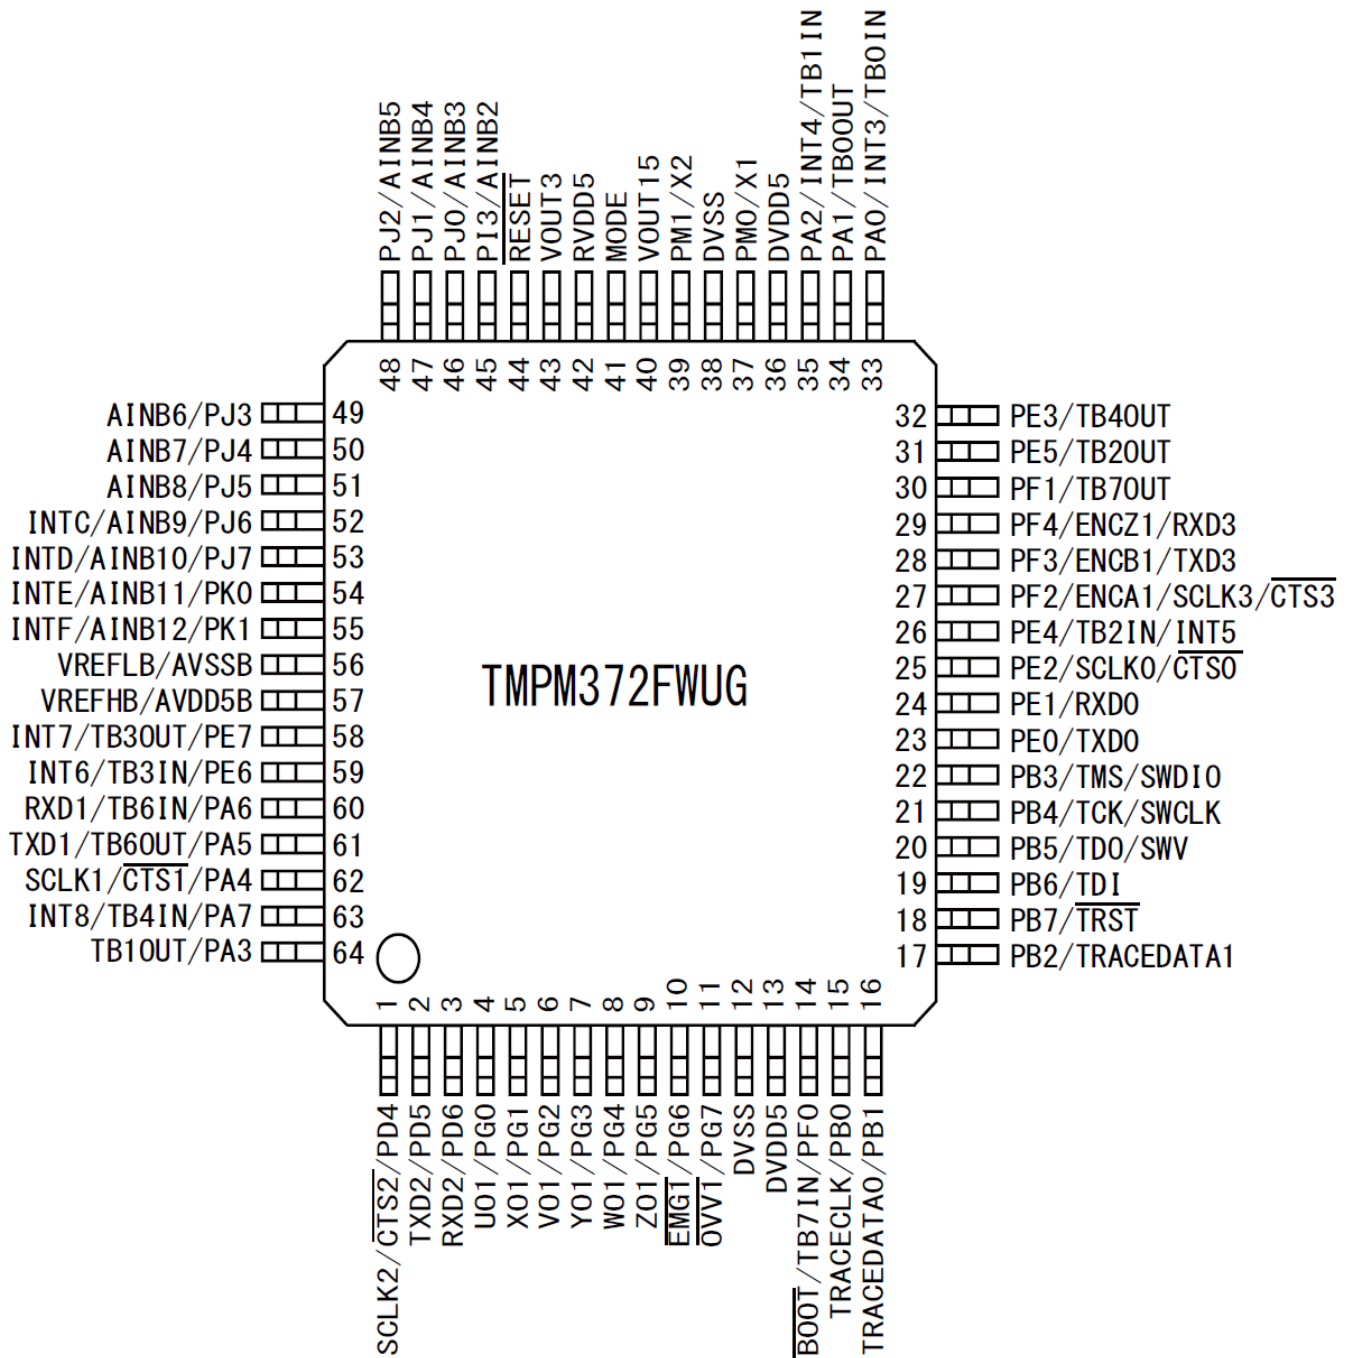 PJ2/AINB5
PJ1/AINB4
PJ0/AINB3
PI3/AINB2
RESET
VOUT3
RVDD5
MODE
VOUT15
PM1/X2
DVSS
PM0/X1
DVDD5
PA2/INT4/TB1IN
PA1/TB0OUT
PA0/INT3/TB0IN
48
47
46
45
44
43
42
41
40
39
38
37
36
35
34
33
AINB6/PJ3 49
AINB7/PJ4 50
AINB8/PJ5 51
INTC/AINB9/PJ6 52
INTD/AINB10/PJ7 53
INTE/AINB11/PK0 54
INTF/AINB12/PK1 55
VREFLB/AVSSB 56
VREFHB/AVDD5B 57
INT7/TB3OUT/PE7 58
INT6/TB3IN/PE6 59
RXD1/TB6IN/PA6 60
TXD1/TB6OUT/PA5 61
SCLK1/CTS1/PA4 62
INT8/TB4IN/PA7 63
TB1OUT/PA3 64
TMPM372FWUG
32 PE3/TB4OUT
31 PE5/TB2OUT
30 PF1/TB7OUT
29 PF4/ENCZ1/RXD3
28 PF3/ENCB1/TXD3
27 PF2/ENCA1/SCLK3/CTS3
26 PE4/TB2IN/INT5
25 PE2/SCLK0/CTS0
24 PE1/RXD0
23 PE0/TXD0
22 PB3/TMS/SWDIO
21 PB4/TCK/SWCLK
20 PB5/TDO/SWV
19 PB6/TDI
18 PB7/TRST
17 PB2/TRACEDATA1
1
2
3
4
5
6
7
8
9
10
11
12
13
14
15
16
SCLK2/CTS2/PD4
TXD2/PD5
RXD2/PD6
UO1/PG0
XO1/PG1
VO1/PG2
YO1/PG3
WO1/PG4
ZO1/PG5
EMG1/PG6
OVV1/PG7
DVSS
DVDD5
BOOT/TB7IN/PF0
TRACECLK/PB0
TRACEDATA0/PB1